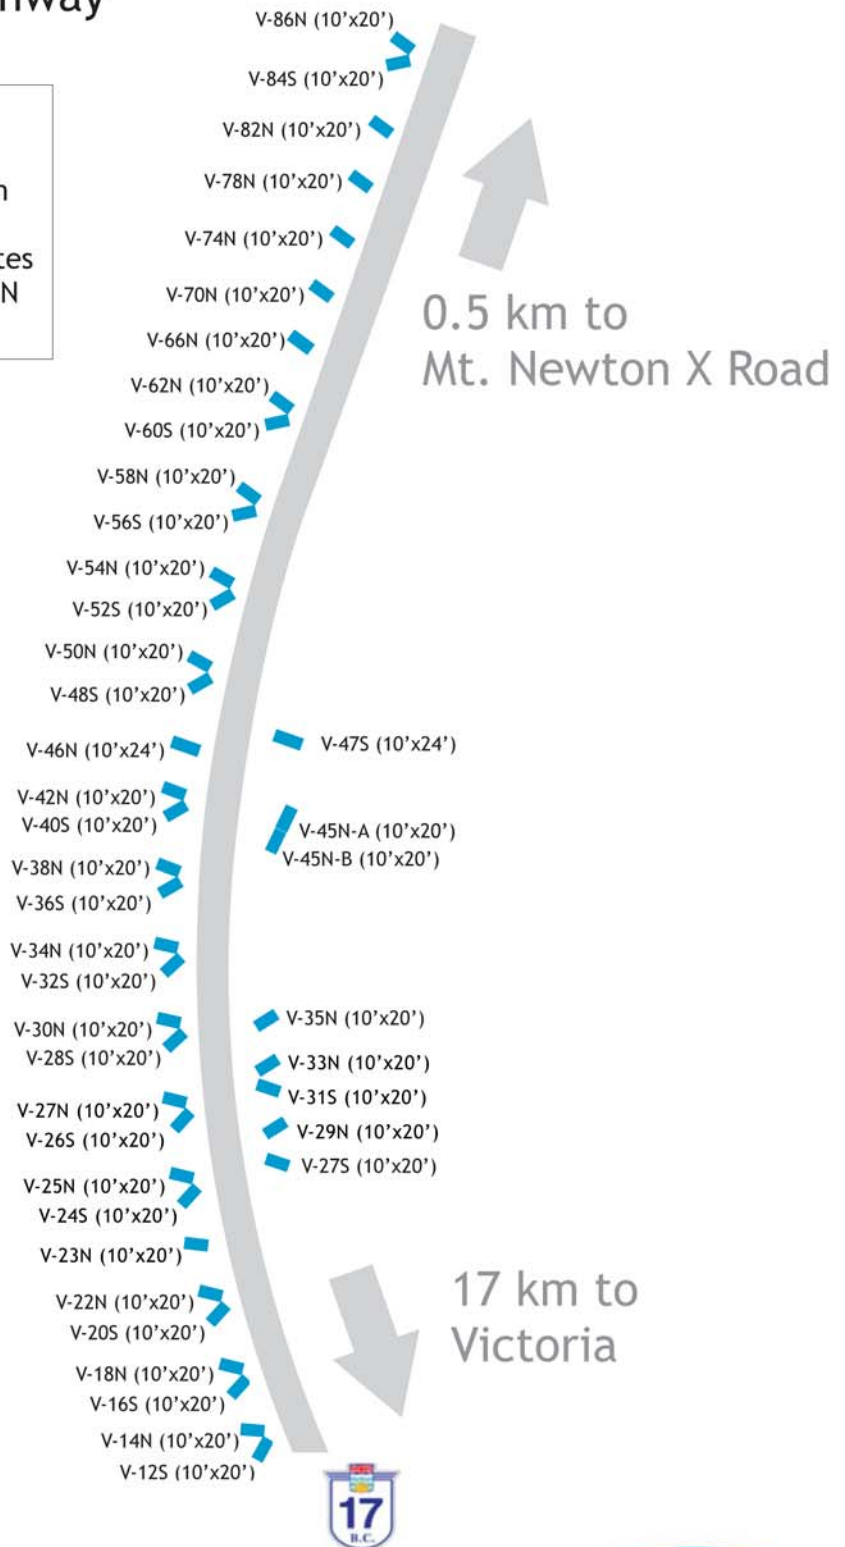 V-86N (10’x20’)
V-84S (10’x20’)
V-82N (10’x20’)
V-78N (10’x20’)
V-74N (10’x20’)
V-70N (10’x20’)
V-66N (10’x20’)
V-62N (10’x20’)
V-60S (10’x20’)
V-58N (10’x20’)
V-56S (10’x20’)
V-54N (10’x20’)
V-52S (10’x20’)
V-50N (10’x20’)
V-48S (10’x20’)
V-46N (10’x24’)
V-42N (10’x20’)
V-40S (10’x20’)
V-38N (10’x20’)
V-36S (10’x20’)
V-34N (10’x20’)
V-32S (10’x20’)
V-30N (10’x20’)
V-28S (10’x20’)
V-27N (10’x20’)
V-26S (10’x20’)
V-25N (10’x20’)
V-24S (10’x20’)
V-23N (10’x20’)
V-22N (10’x20’)
V-20S (10’x20’)
V-18N (10’x20’)
V-16S (10’x20’)
V-14N (10’x20’)
V-12S (10’x20’)
0.5 km to
Mt. Newton X Road
V-47S (10’x24’)
V-45N-A (10’x20’)
V-45N-B (10’x20’)
V-35N (10’x20’)
V-33N (10’x20’)
V-31S (10’x20’)
V-29N (10’x20’)
V-27S (10’x20’)
17 km to
Victoria
17
B.C.